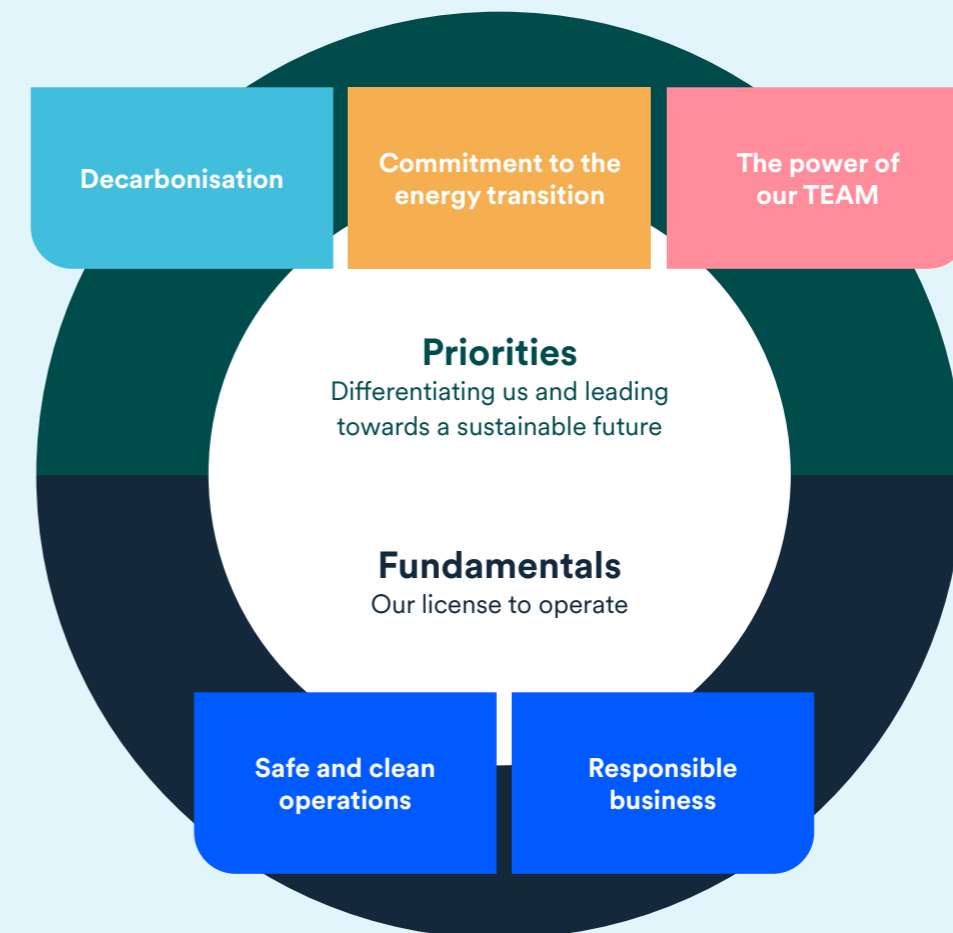 Decarbonisation
Commitment to the
energy transition
The power of
our TEAM
Priorities
Differentiating us and leading
towards a sustainable future
Fundamentals
Our license to operate
Safe and clean
operations
Responsible
business